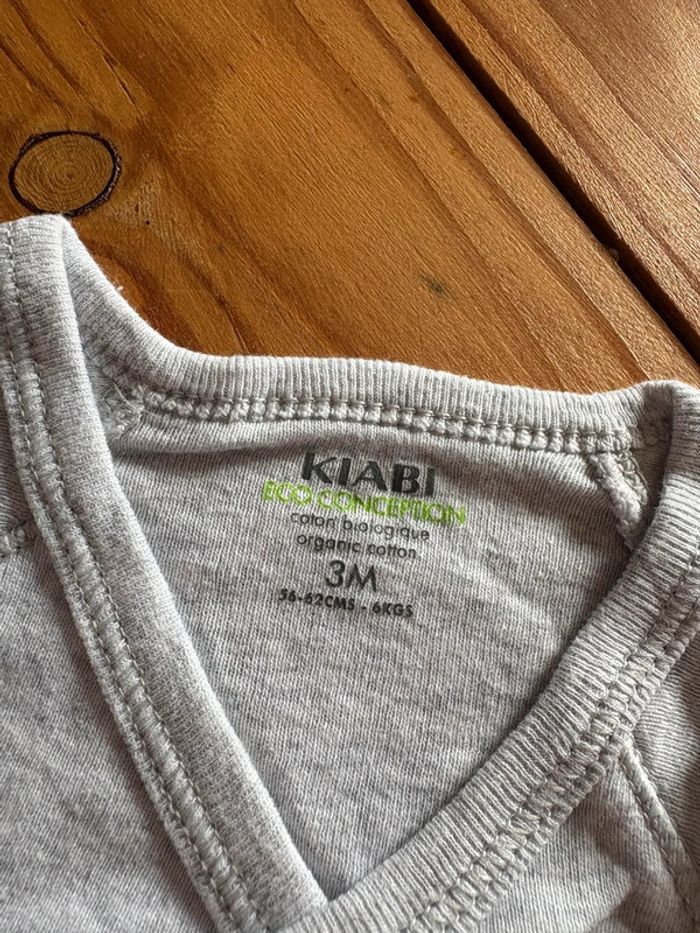 KIABI
ECO CONCEPTION
coton biologique
organic cotton
3M
56-62CMS - 6KGS